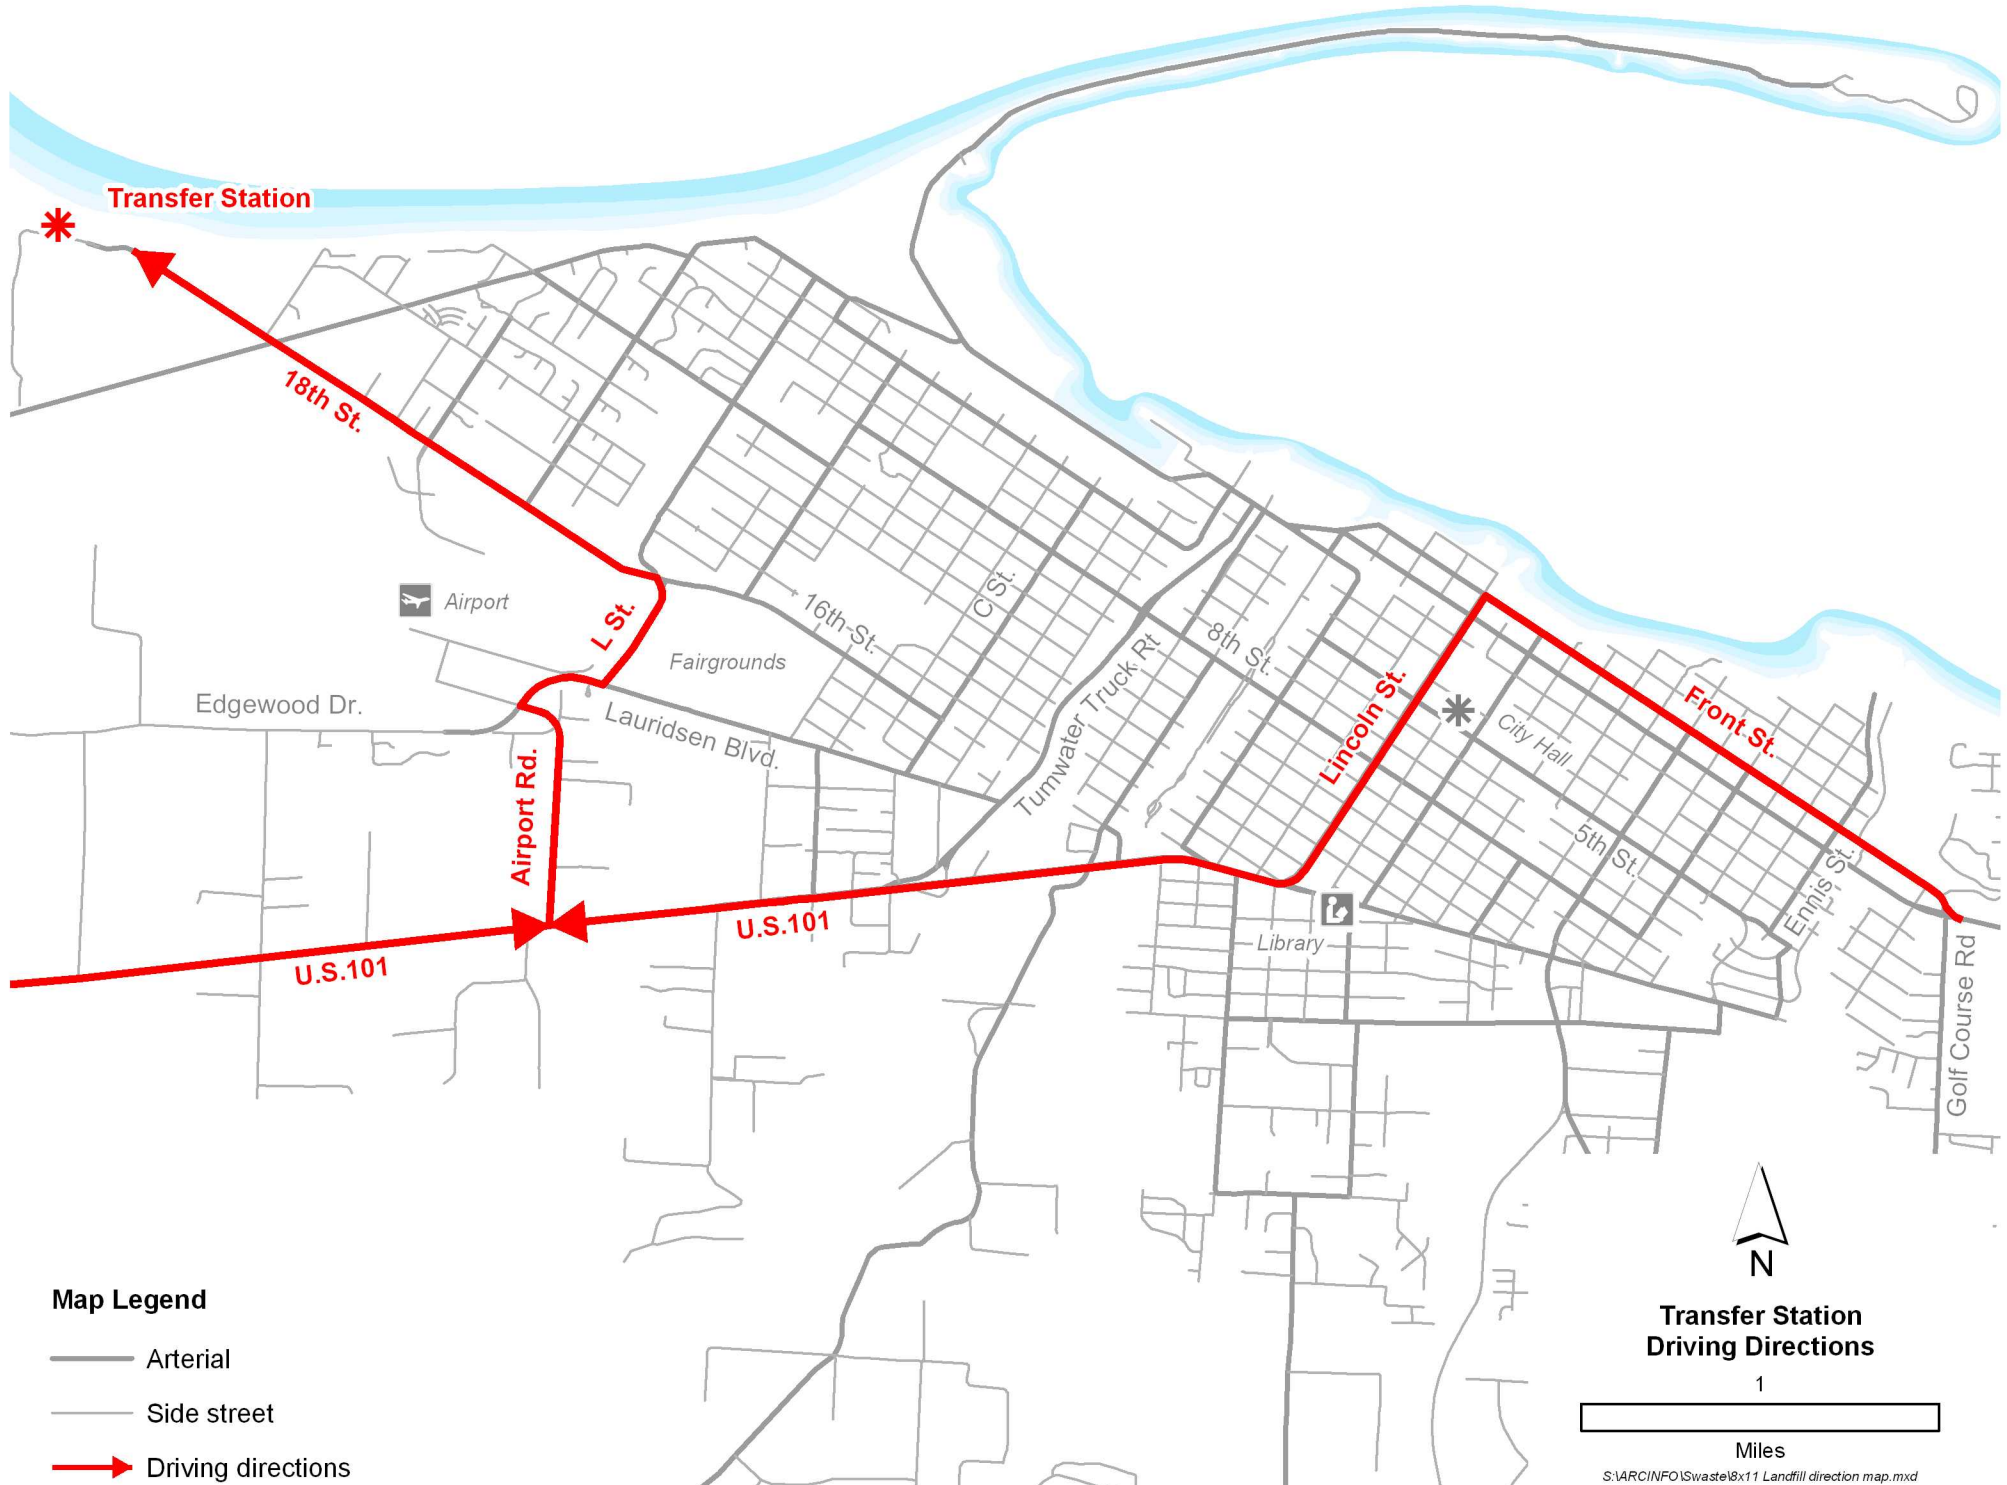 Transfer Station
18th St.
L St.
Airport
Fairgrounds
16th St.
C St.
Edgewood Dr.
Lauridsen Blvd.
Airport Rd.
Tumwater Truck Rt
8th St.
Lincoln St.
City Hall
Front St.
5th St.
Ennis St.
Library
Golf Course Rd
U.S.101
U.S.101
Map Legend
Arterial
Side street
Driving directions
N
Transfer Station
Driving Directions
1
Miles
S:\ARCINFO\Swaste\8x11 Landfill direction map.mxd